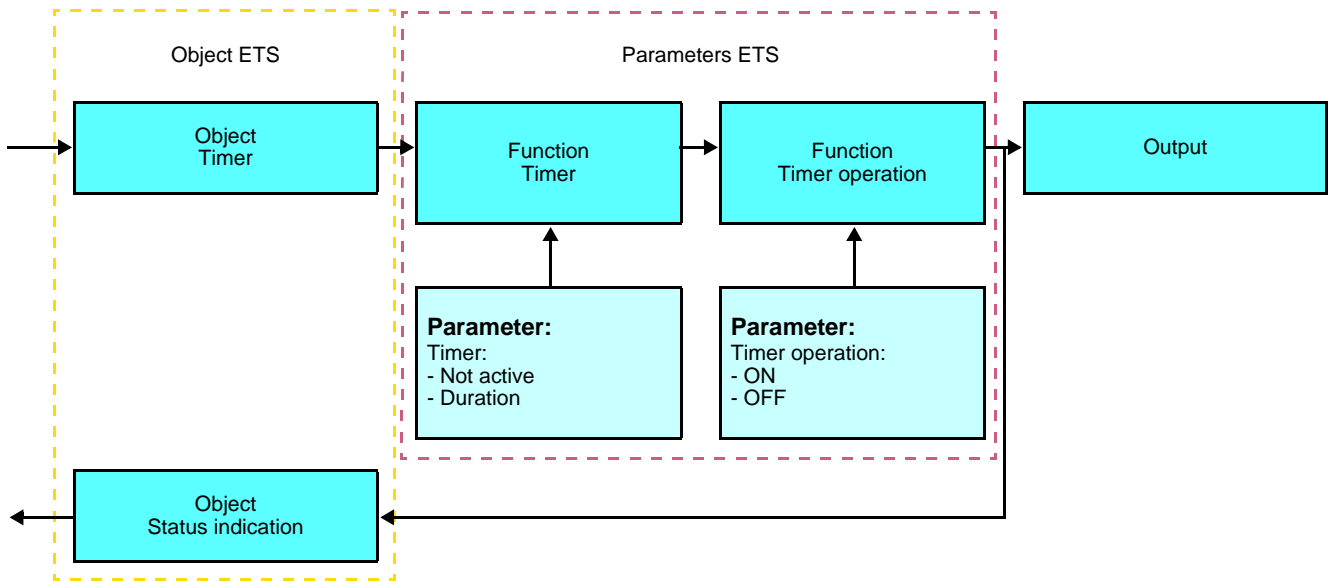 Object ETS
Parameters ETS
Object
Timer
Function
Timer
Function
Timer operation
Output
Parameter:
Timer:
- Not active
- Duration
Parameter:
Timer operation:
- ON
- OFF
Object
Status indication